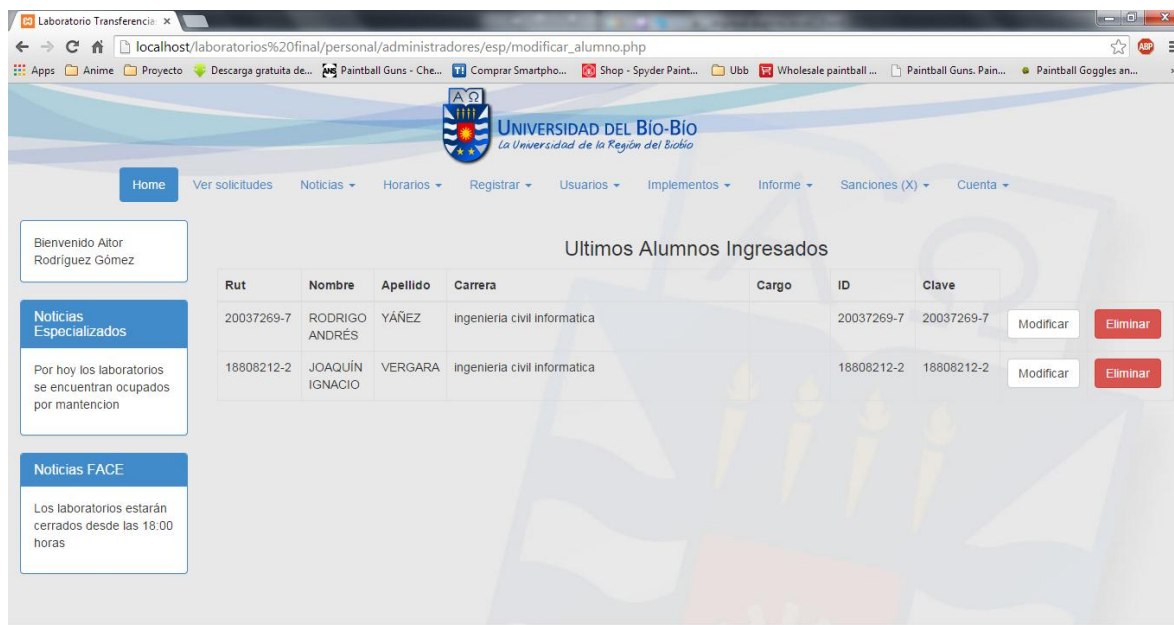 Laboratorio Transferencia
localhost/laboratorios%20final/personal/administradores/esp/modificar_alumno.php
ABP
Apps Anime Proyecto Descarga gratuita de... ANS Paintball Guns - Che... Comprar Smartpho... Shop - Spyder Paint... Ubb Wholesale paintball ... Paintball Guns. Pain... Paintball Goggles an...
ΑΩ
UNIVERSIDAD DEL BÍO-BÍO
La Universidad de la Región del Biobío
Home Ver solicitudes Noticias Horarios Registrar Usuarios Implementos Informe Sanciones (X) Cuenta
Bienvenido Aitor
Rodríguez Gómez
Noticias
Especializados
Por hoy los laboratorios
se encuentran ocupados
por mantencion
Noticias FACE
Los laboratorios estarán
cerrados desde las 18:00
horas
Ultimos Alumnos Ingresados
Rut Nombre Apellido Carrera Cargo ID Clave
20037269-7 RODRIGO ANDRÉS YÁÑEZ ingenieria civil informatica 20037269-7 20037269-7 Modificar Eliminar
18808212-2 JOAQUÍN IGNACIO VERGARA ingenieria civil informatica 18808212-2 18808212-2 Modificar Eliminar